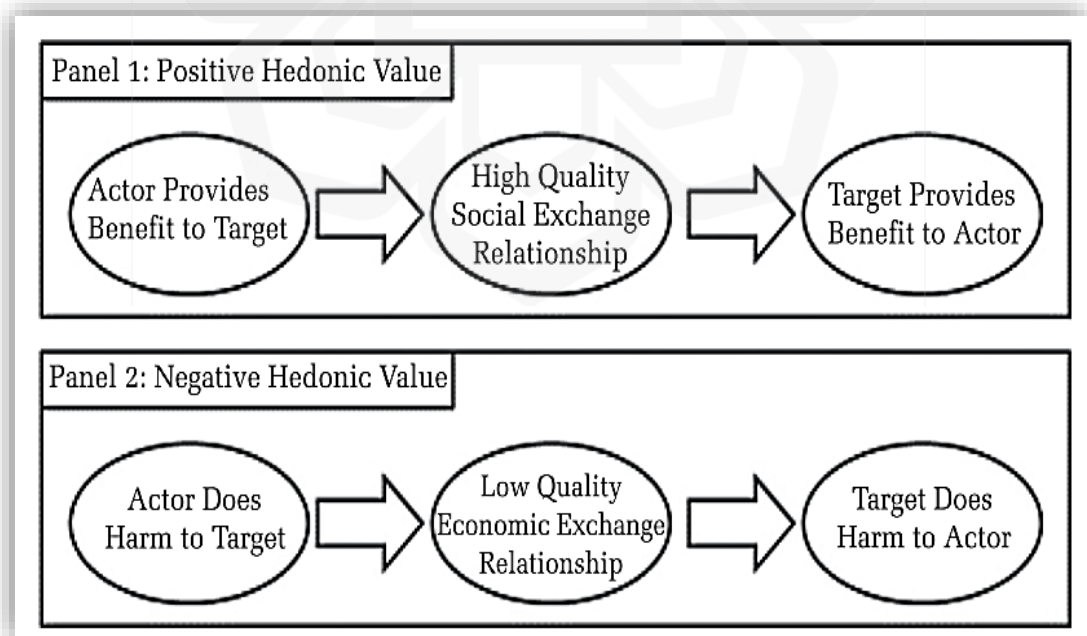 Panel 1: Positive Hedonic Value
Actor Provides
Benefit to Target
High Quality
Social Exchange
Relationship
Target Provides
Benefit to Actor
Panel 2: Negative Hedonic Value
Actor Does
Harm to Target
Low Quality
Economic Exchange
Relationship
Target Does
Harm to Actor